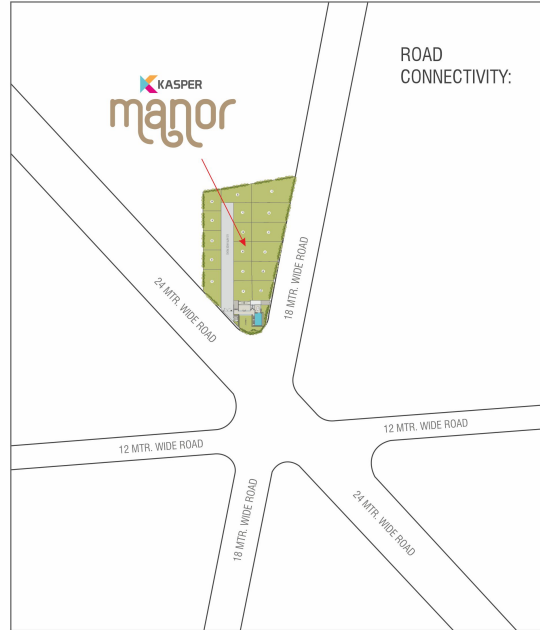 ROAD
CONNECTIVITY:
KASPER
manor
24 MTR. WIDE ROAD
18 MTR. WIDE ROAD
12 MTR. WIDE ROAD
12 MTR. WIDE ROAD
18 MTR. WIDE ROAD
24 MTR. WIDE ROAD